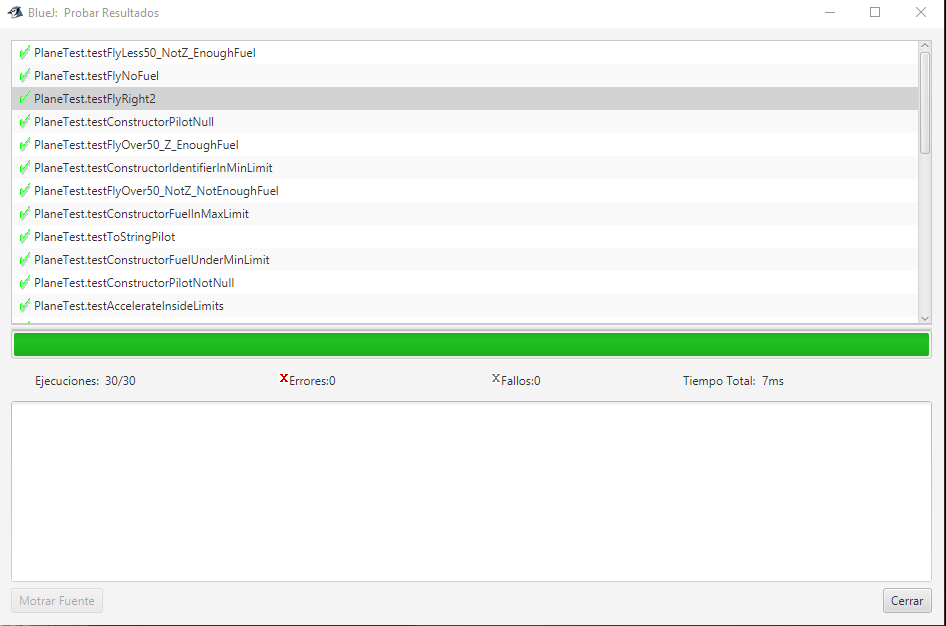 BlueJ: Probar Resultados
PlaneTest.testFlyLess50_NotZ_EnoughFuel
PlaneTest.testFlyNoFuel
PlaneTest.testFlyRight2
PlaneTest.testConstructorPilotNull
PlaneTest.testFlyOver50_Z_EnoughFuel
PlaneTest.testConstructorIdentifierInMinLimit
PlaneTest.testFlyOver50_NotZ_NotEnoughFuel
PlaneTest.testConstructorFuelInMaxLimit
PlaneTest.testToStringPilot
PlaneTest.testConstructorFuelUnderMinLimit
PlaneTest.testConstructorPilotNotNull
PlaneTest.testAccelerateInsideLimits
Ejecuciones: 30/30 XErrores:0 XFallos:0 Tiempo Total: 7ms
Motrar Fuente Cerrar